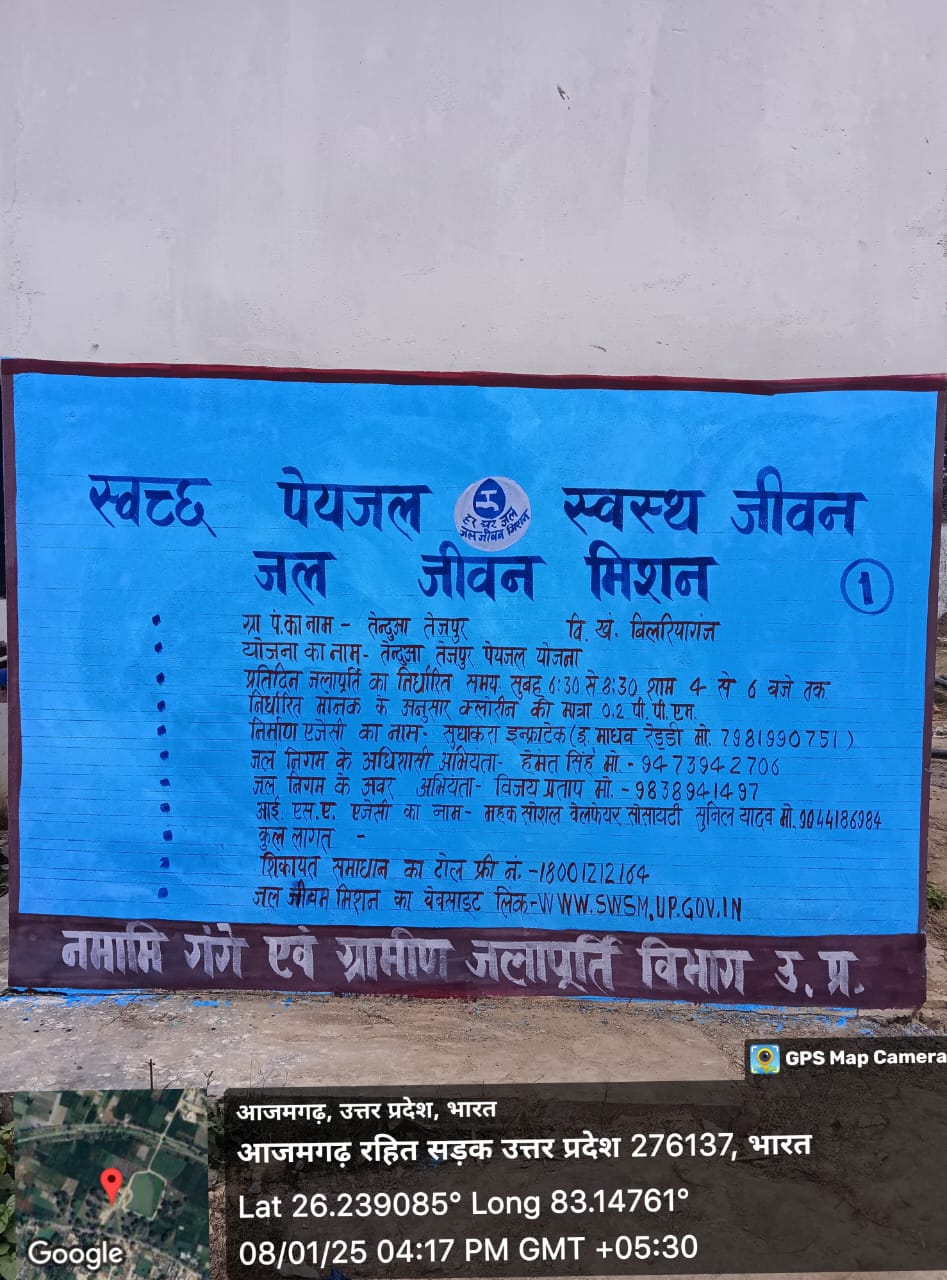 स्वच्छ पेयजल स्वस्थ जीवन
हर घर जल
जल जीवन मिशन
जल जीवन मिशन
1
ग्रा पं.का नाम - तेन्दुआ तेजपुर वि. खं. बिलरियागंज
योजना का नाम- तेन्दुआ तेजपुर पेयजल योजना
प्रतिदिन जलापूर्ति का निर्धारित समय सुबह 6:30 से 8:30 शाम 4 से 6 बजे तक
निर्धारित मानक के अनुसार क्लोरीन की मात्रा 0.2 पी.पी.एम.
निर्माण एजेंसी का नाम- सुधाकरा इन्फ्राटेक (इं माधव रेड्डी मो. 7981990751)
जल निगम के अधिशासी अभियंता- हेमंत सिंह मो.- 9473942706
जल निगम के अवर अभियंता- विजय प्रताप मो.- 9838941497
आई. एस.ए. एजेंसी का नाम- महक सोशल वेलफेयर सोसायटी सुनिल यादव मो. 9044186984
कुल लागत -
शिकायत समाधान का टोल फ्री नं.-18001212164
जल जीवन मिशन का वेबसाइट लिंक-WWW.SWSM.UP.GOV.IN
नमामि गंगे एवं ग्रामीण जलापूर्ति विभाग उ. प्र.
GPS Map Camera
आजमगढ़, उत्तर प्रदेश, भारत
आजमगढ़ रहित सड़क उत्तर प्रदेश 276137, भारत
Lat 26.239085° Long 83.14761°
08/01/25 04:17 PM GMT +05:30
Google